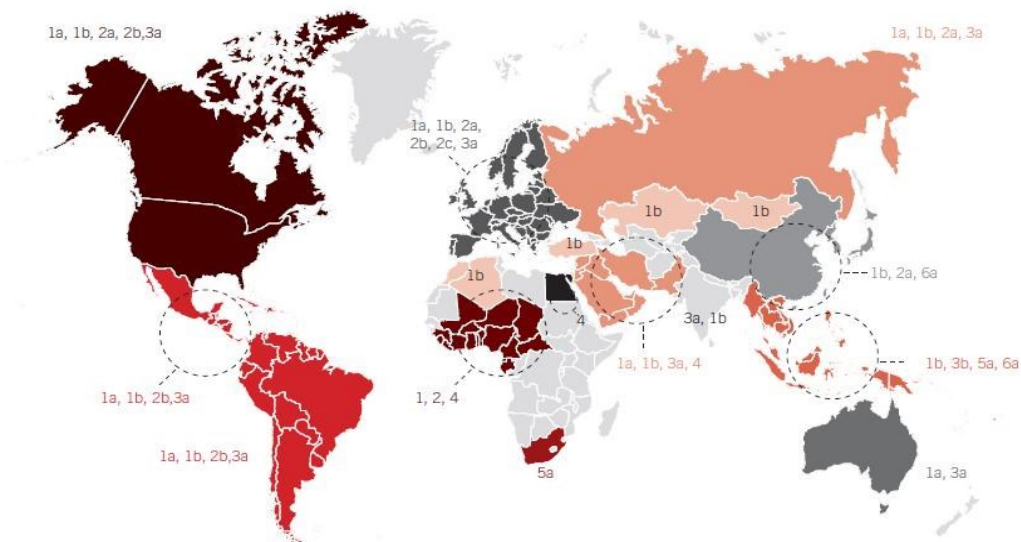 1a, 1b, 2a, 2b,3a
1a, 1b, 2a, 3a
1a, 1b, 2a,
2b, 2c, 3a
1b
1b
1b
1b
1b, 2a, 6a
4
3a, 1b
1a, 1b, 3a, 4
1b, 3b, 5a, 6a
1a, 1b, 2b,3a
1, 2, 4
1a, 1b, 2b,3a
5a
1a, 3a